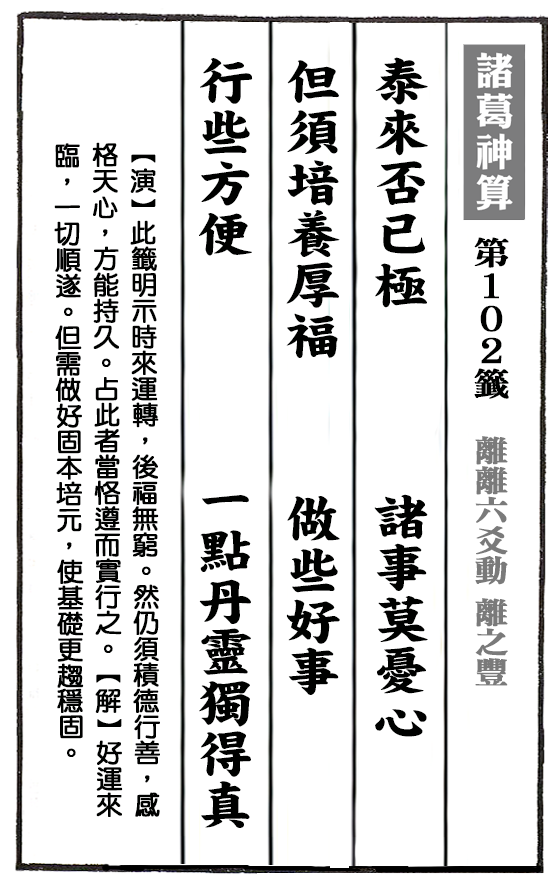 諸葛神算 第102籤 離離六爻動 離之豐
泰來否己極 諸事莫憂心
但須培養厚福 做些好事
行些方便 一點丹靈獨得真
【演】此籤明示時來運轉，後福無窮。然仍須積德行善，感
格天心，方能持久。占此者當恪遵而實行之。【解】好運來
臨，一切順遂。但需做好固本培元，使基礎更趨穩固。